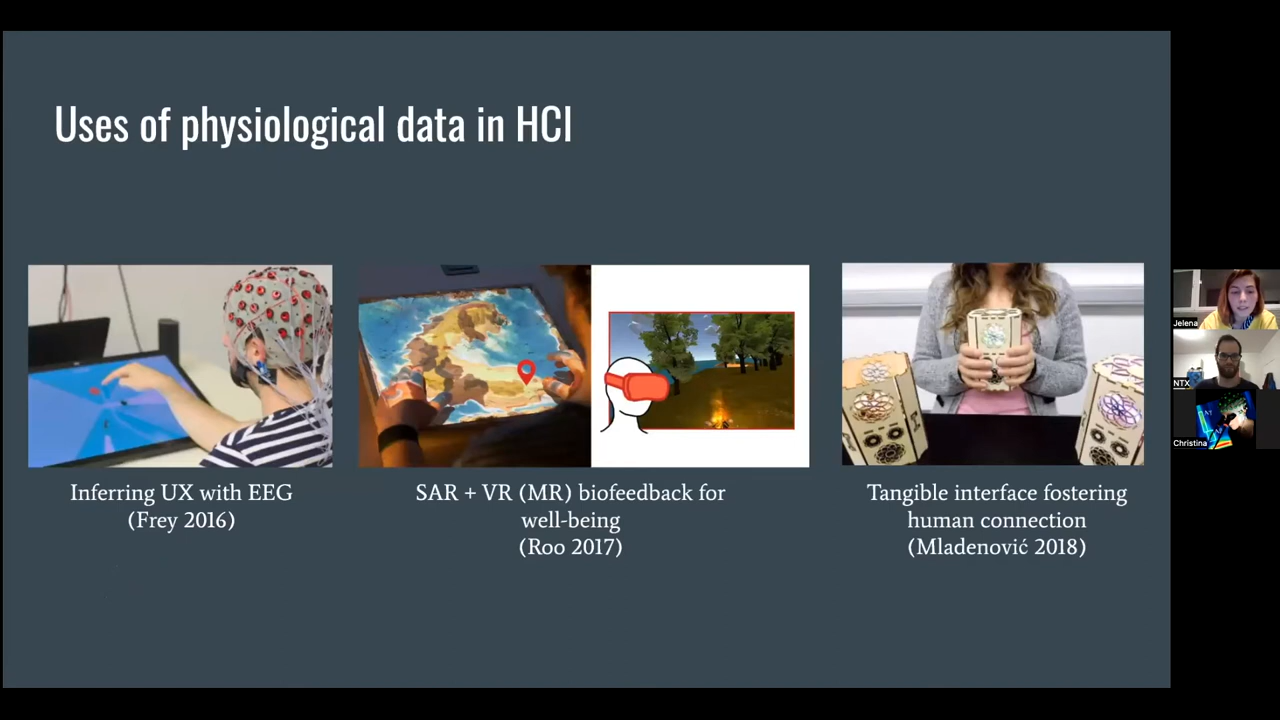 Uses of physiological data in HCI
Inferring UX with EEG
(Frey 2016)
SAR + VR (MR) biofeedback for
well-being
(Roo 2017)
Tangible interface fostering
human connection
(Mladenović 2018)
Jelena
NTX
Christina